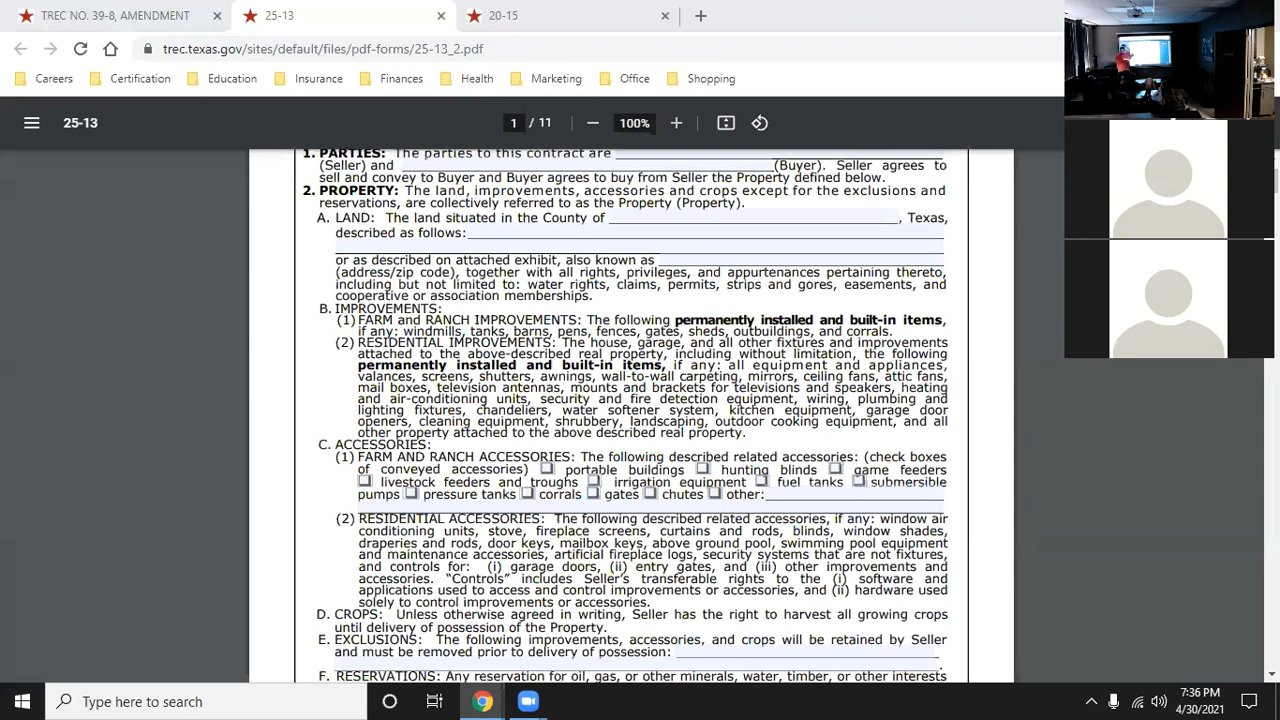 TREC NO. 39-8, AMENDMENT
25-13
20-15
trec.texas.gov/sites/default/files/pdf-forms/25-13_2.pdf
Careers Certification Education Insurance Finances Health Marketing Office Shopping
25-13
1 / 11
100%
1. PARTIES: The parties to this contract are
(Seller) and (Buyer). Seller agrees to
sell and convey to Buyer and Buyer agrees to buy from Seller the Property defined below.
2. PROPERTY: The land, improvements, accessories and crops except for the exclusions and
reservations, are collectively referred to as the Property (Property).
A. LAND: The land situated in the County of , Texas,
described as follows:
or as described on attached exhibit, also known as
(address/zip code), together with all rights, privileges, and appurtenances pertaining thereto,
including but not limited to: water rights, claims, permits, strips and gores, easements, and
cooperative or association memberships.
B. IMPROVEMENTS:
(1) FARM and RANCH IMPROVEMENTS: The following permanently installed and built-in items,
if any: windmills, tanks, barns, pens, fences, gates, sheds, outbuildings, and corrals.
(2) RESIDENTIAL IMPROVEMENTS: The house, garage, and all other fixtures and improvements
attached to the above-described real property, including without limitation, the following
permanently installed and built-in items, if any: all equipment and appliances,
valances, screens, shutters, awnings, wall-to-wall carpeting, mirrors, ceiling fans, attic fans,
mail boxes, television antennas, mounts and brackets for televisions and speakers, heating
and air-conditioning units, security and fire detection equipment, wiring, plumbing and
lighting fixtures, chandeliers, water softener system, kitchen equipment, garage door
openers, cleaning equipment, shrubbery, landscaping, outdoor cooking equipment, and all
other property attached to the above described real property.
C. ACCESSORIES:
(1) FARM AND RANCH ACCESSORIES: The following described related accessories: (check boxes
of conveyed accessories) portable buildings hunting blinds game feeders
livestock feeders and troughs irrigation equipment fuel tanks submersible
pumps pressure tanks corrals gates chutes other:
(2) RESIDENTIAL ACCESSORIES: The following described related accessories, if any: window air
conditioning units, stove, fireplace screens, curtains and rods, blinds, window shades,
draperies and rods, door keys, mailbox keys, above ground pool, swimming pool equipment
and maintenance accessories, artificial fireplace logs, security systems that are not fixtures,
and controls for: (i) garage doors, (ii) entry gates, and (iii) other improvements and
accessories. “Controls” includes Seller’s transferable rights to the (i) software and
applications used to access and control improvements or accessories, and (ii) hardware used
solely to control improvements or accessories.
D. CROPS: Unless otherwise agreed in writing, Seller has the right to harvest all growing crops
until delivery of possession of the Property.
E. EXCLUSIONS: The following improvements, accessories, and crops will be retained by Seller
and must be removed prior to delivery of possession: .
F. RESERVATIONS: Any reservation for oil, gas, or other minerals, water, timber, or other interests
Type here to search
7:36 PM
4/30/2021